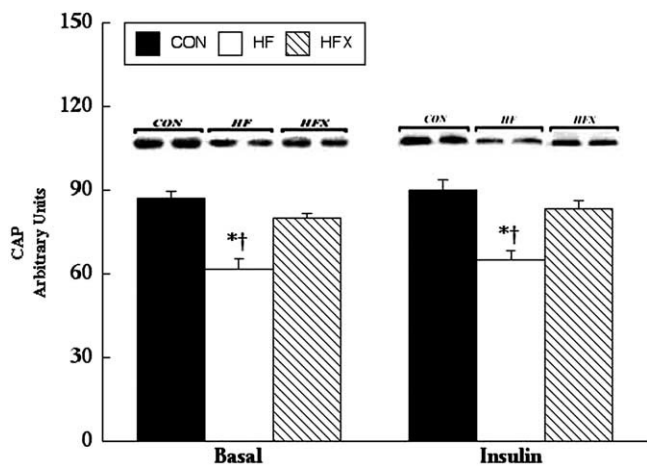 150
120
90
60
30
0
CAP
Arbitrary Units
CON HF HFX
CON HF HFX
CON HF HFX
*†
*†
Basal Insulin